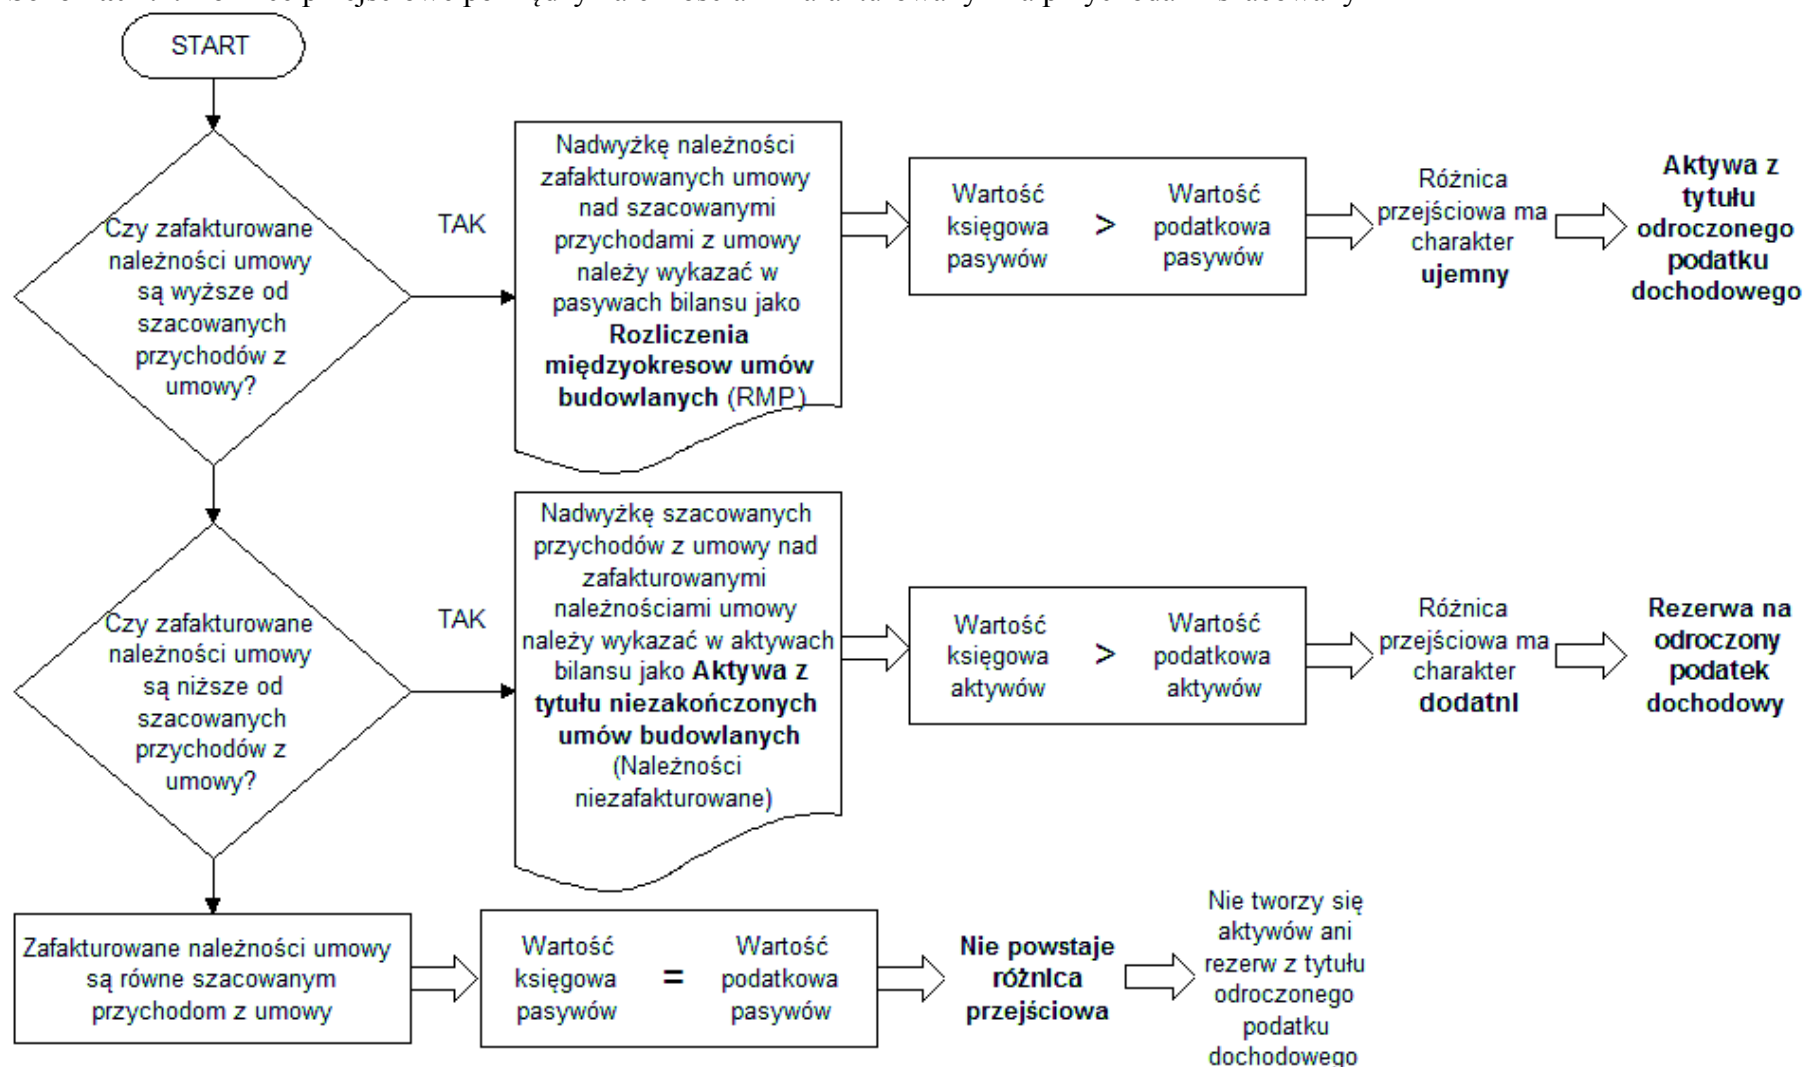 START
Czy zafakturowane
należności umowy
są wyższe od
szacowanych
przychodów z
umowy?
TAK
Nadwyżkę należności
zafakturowanych umowy
nad szacowanymi
przychodami z umowy
należy wykazać w
pasywach bilansu jako
Rozliczenia
międzyokresow umów
budowlanych (RMP)
Wartość
księgowa
pasywów
>
Wartość
podatkowa
pasywów
Różnica
przejściowa ma
charakter
ujemny
Aktywa z
tytułu
odroczonego
podatku
dochodowego
Czy zafakturowane
należności umowy
są niższe od
szacowanych
przychodów z
umowy?
TAK
Nadwyżkę szacowanych
przychodów z umowy nad
zafakturowanymi
należnościami umowy
należy wykazać w aktywach
bilansu jako Aktywa z
tytułu niezakończonych
umów budowlanych
(Należności
niezafakturowane)
Wartość
księgowa
aktywów
>
Wartość
podatkowa
aktywów
Różnica
przejściowa ma
charakter
dodatnI
Rezerwa na
odroczony
podatek
dochodowy
Zafakturowane należności umowy
są równe szacowanym
przychodom z umowy
Wartość
księgowa
pasywów
=
Wartość
podatkowa
pasywów
Nie powstaje
różnica
przejściowa
Nie tworzy się
aktywów ani
rezerw z tytułu
odroczonego
podatku
dochodowego